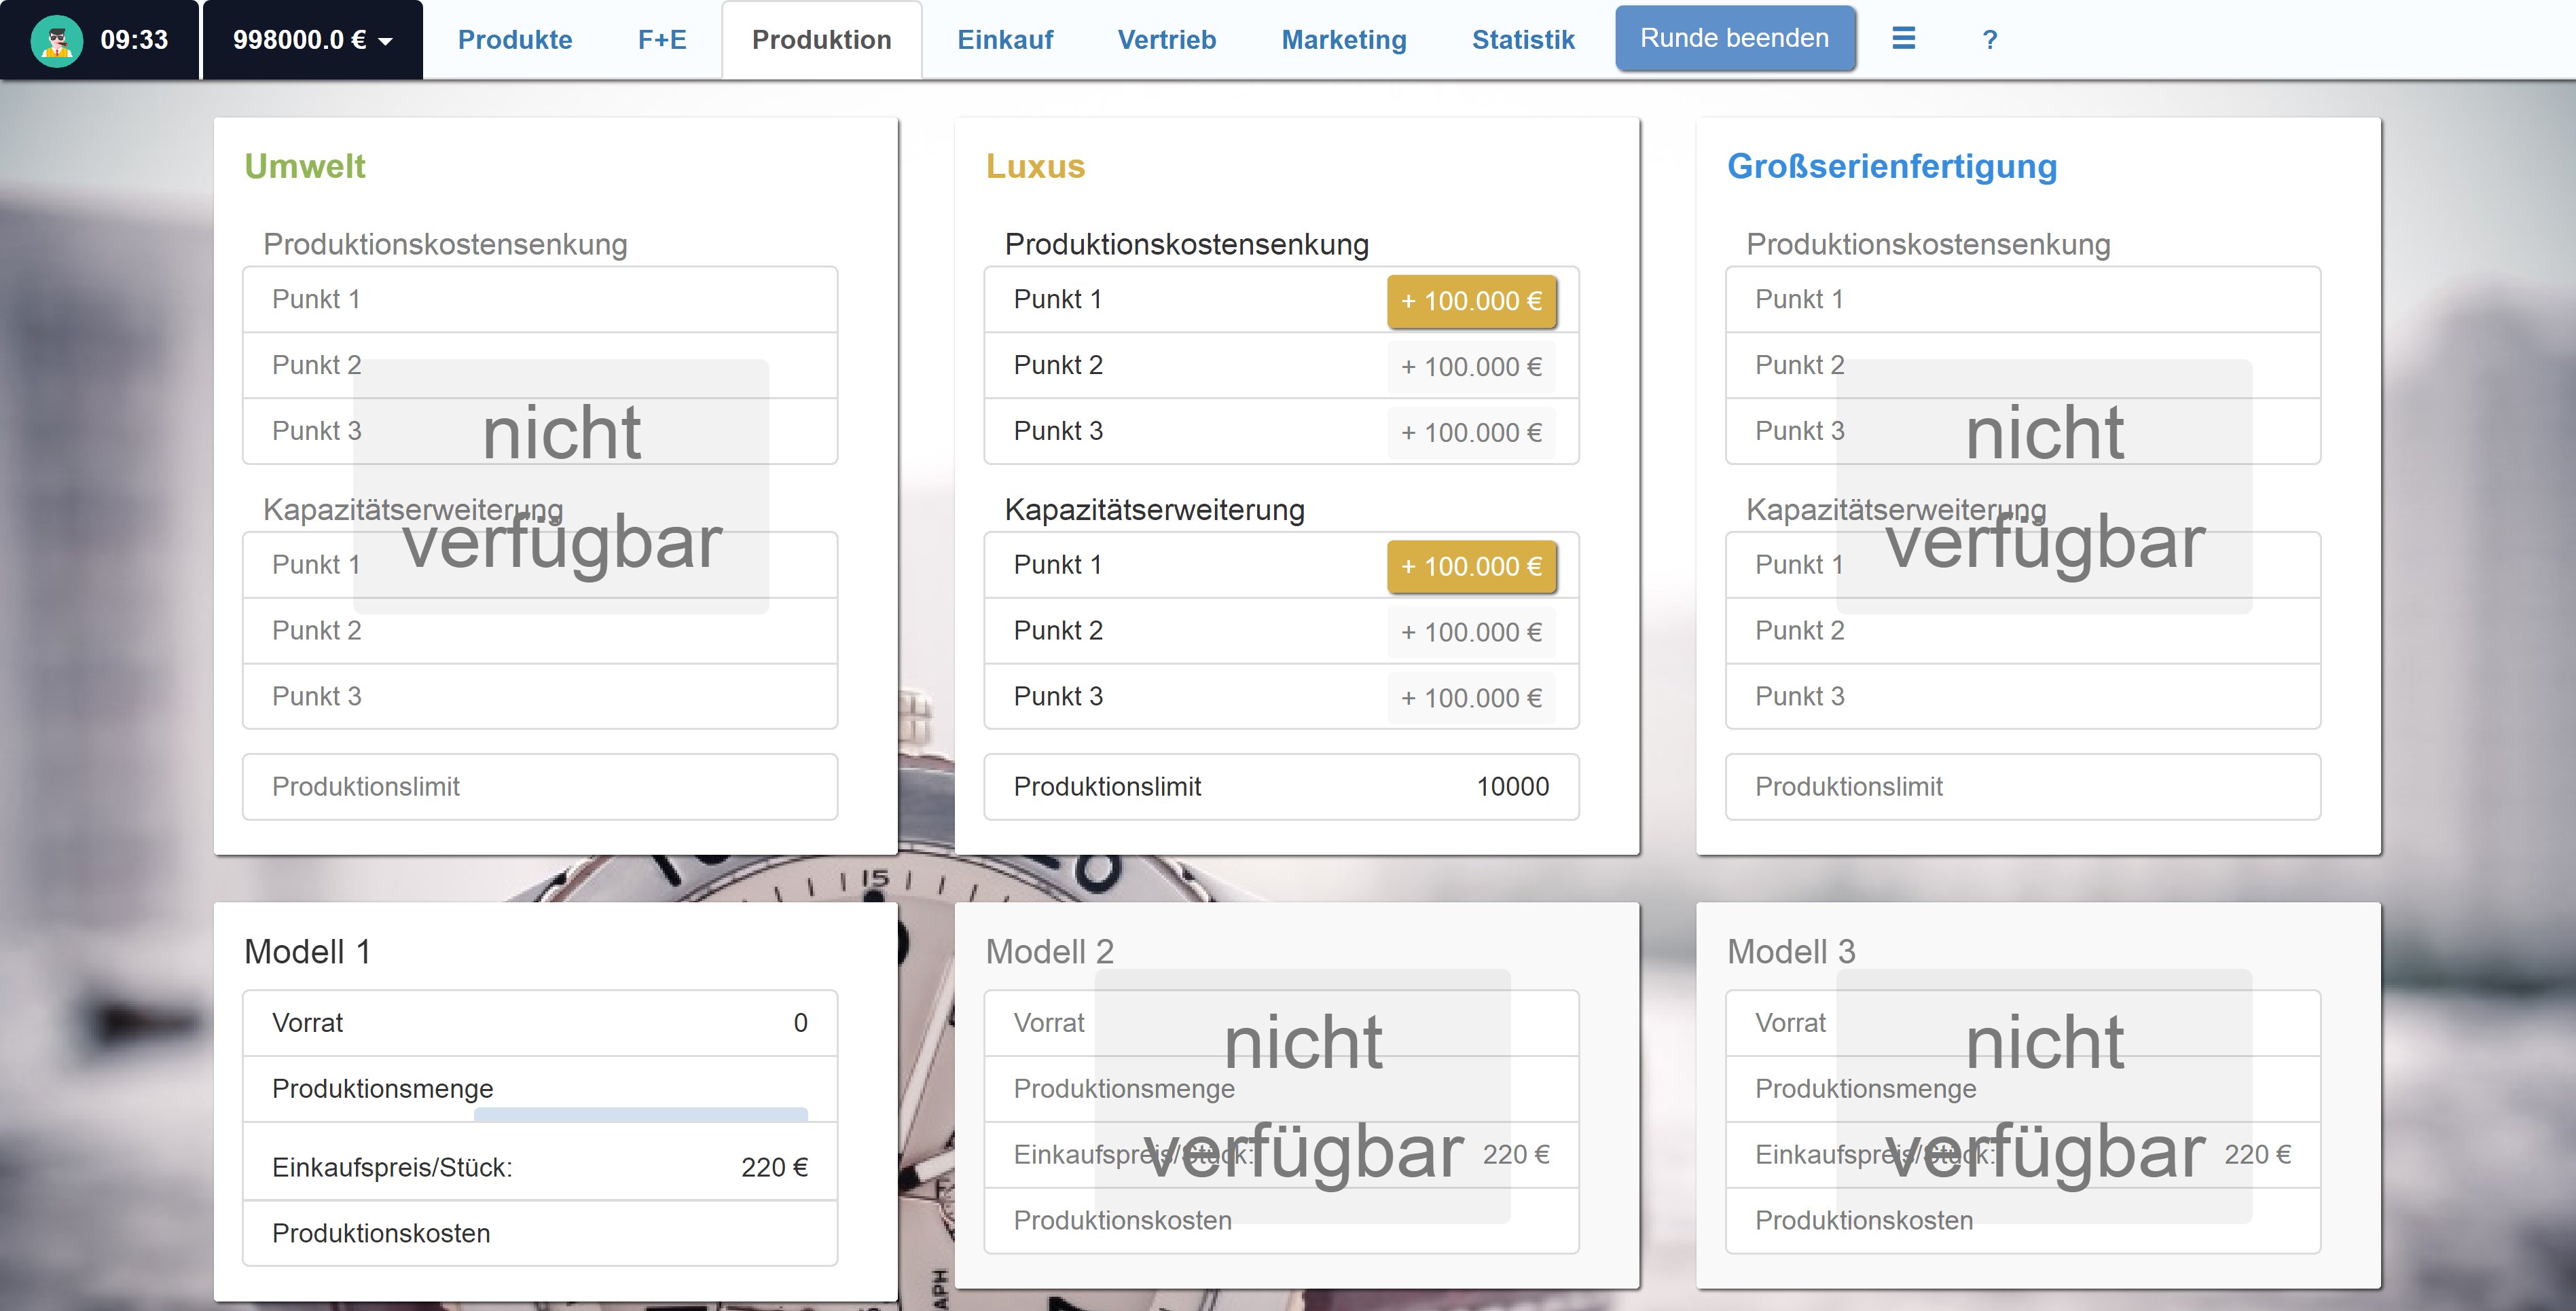 09:33 998000.0 € Produkte F+E Produktion Einkauf Vertrieb Marketing Statistik Runde beenden ?
Umwelt
Produktionskostensenkung
Punkt 1
Punkt 2
Punkt 3
Kapazitätserweiterung
Punkt 1
Punkt 2
Punkt 3
Produktionslimit
nicht
verfügbar
Luxus
Produktionskostensenkung
Punkt 1 + 100.000 €
Punkt 2 + 100.000 €
Punkt 3 + 100.000 €
Kapazitätserweiterung
Punkt 1 + 100.000 €
Punkt 2 + 100.000 €
Punkt 3 + 100.000 €
Produktionslimit 10000
Großserienfertigung
Produktionskostensenkung
Punkt 1
Punkt 2
Punkt 3
Kapazitätserweiterung
Punkt 1
Punkt 2
Punkt 3
Produktionslimit
nicht
verfügbar
15
Modell 1
Vorrat 0
Produktionsmenge
Einkaufspreis/Stück: 220 €
Produktionskosten
Modell 2
Vorrat
Produktionsmenge
Einkaufspreis/Stück: 220 €
Produktionskosten
nicht
verfügbar
Modell 3
Vorrat
Produktionsmenge
Einkaufspreis/Stück: 220 €
Produktionskosten
nicht
verfügbar